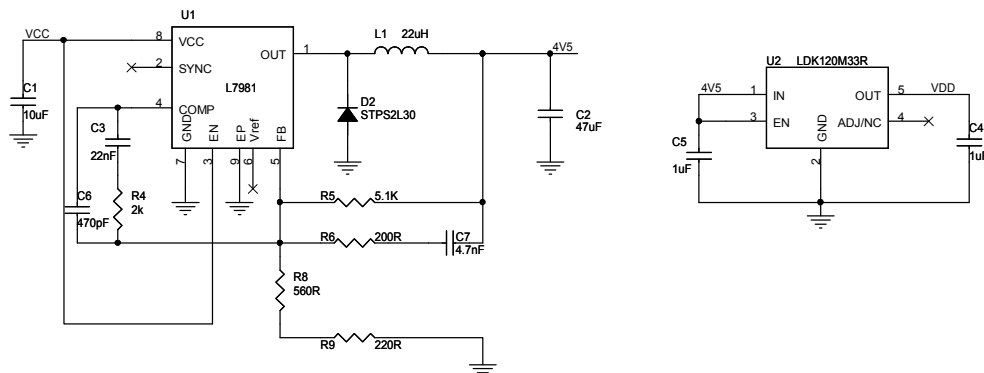 U1
VCC
8
VCC
2
SYNC
4
COMP
OUT
1
L7981
GND
EN
EP
Vref
FB
7
3
9
6
5
L1 22uH
4V5
C1
10uF
D2
STPS2L30
C2
47uF
C3
22nF
C6
470pF
R4
2k
R5 5.1K
R6 200R
C7
4.7nF
R8
560R
R9 220R
U2 LDK120M33R
4V5
1
IN
3
EN
OUT
5
VDD
ADJ/NC
4
GND
2
C5
1uF
C4